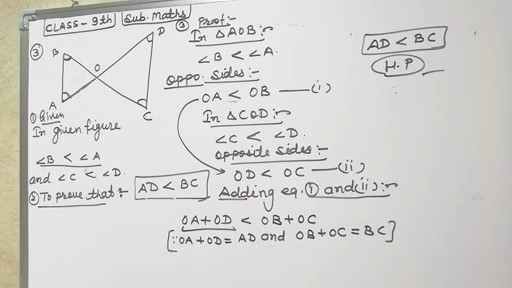 CLASS - 9th
Sub. Maths
③
B
D
O
A
C
① Given
In given figure
∠B < ∠A
and ∠C < ∠D.
② To prove that:-
AD < BC
③ Proof:-
In ΔAOB:-
∠B < ∠A.
Oppo. sides:-
OA < OB —(i)
In ΔCOD:-
∠C < ∠D.
Opposite sides:-
OD < OC —(ii)
Adding eq. ① and (ii):-
OA + OD < OB + OC
[∵ OA + OD = AD and OB + OC = BC]
AD < BC
H.P